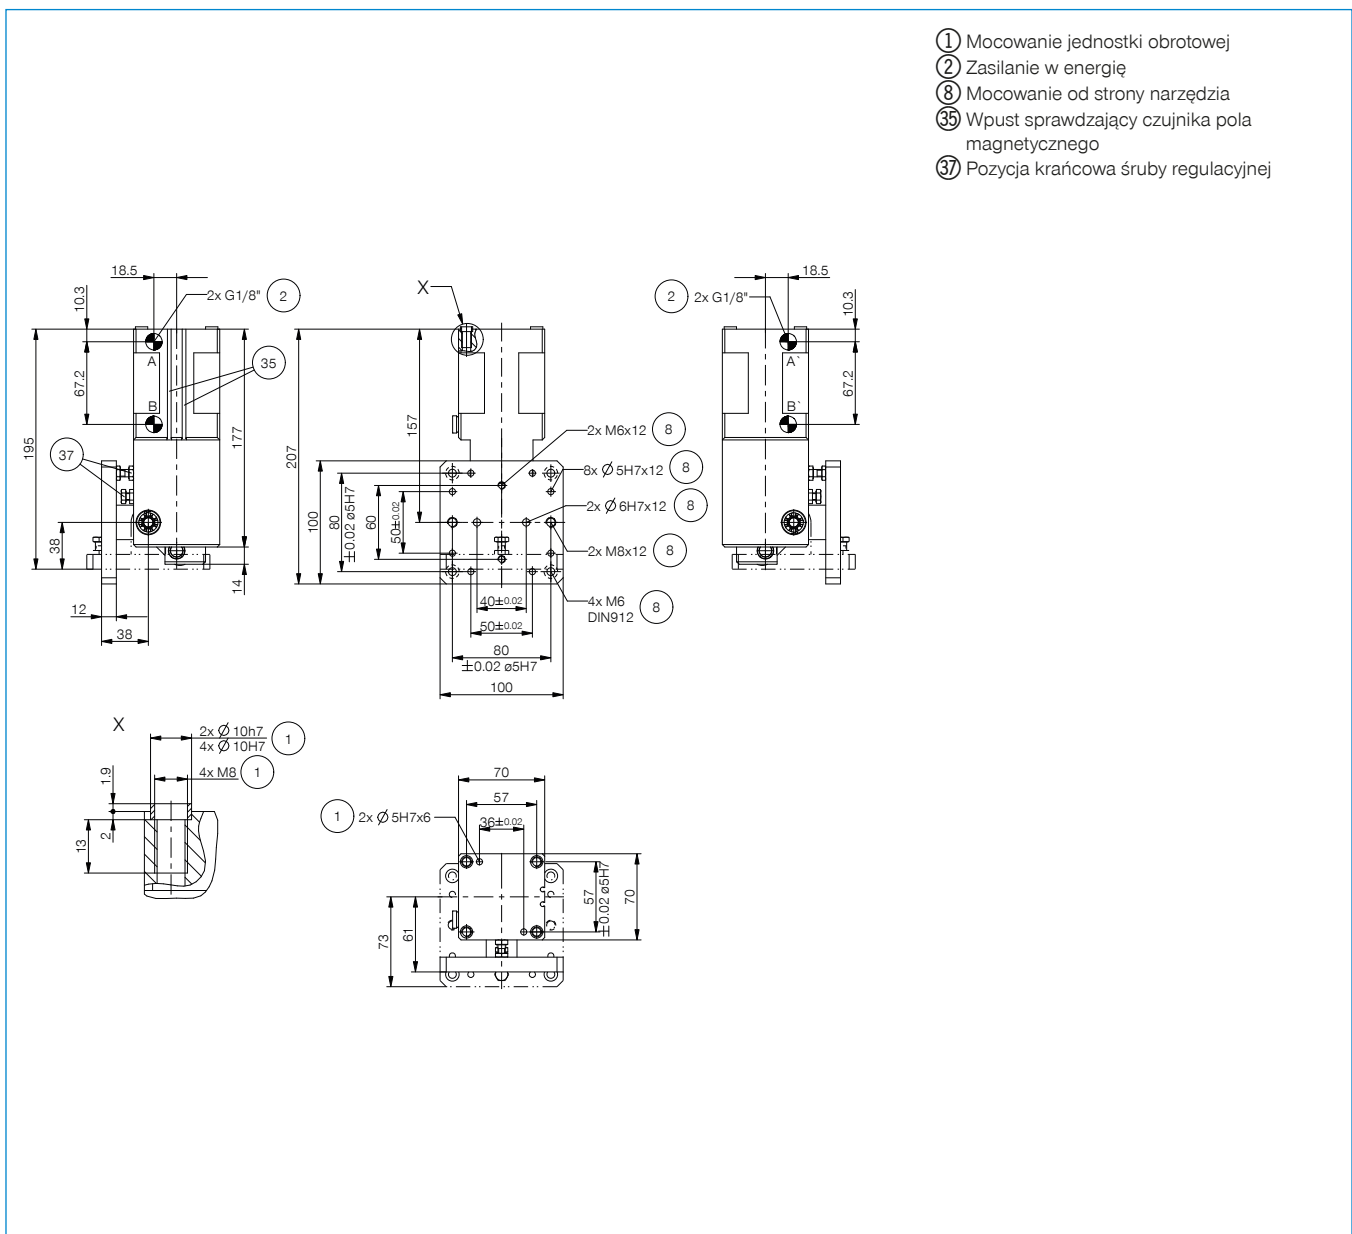 1 Mocowanie jednostki obrotowej
2 Zasilanie w energię
8 Mocowanie od strony narzędzia
35 Wpust sprawdzający czujnika pola
magnetycznego
37 Pozycja krańcowa śruby regulacyjnej
18.5
10.3
2x G1/8" 2
A
B
67.2
195
177
35
37
38
14
12
38
X
207
157
100
80
±0.02 ø5H7
60
50±0.02
2x M6x12 8
8x Ø 5H7x12 8
2x Ø 6H7x12 8
2x M8x12 8
4x M6
DIN912 8
40±0.02
50±0.02
80
±0.02 ø5H7
100
18.5
2 2x G1/8"
10.3
A`
B`
67.2
X
2x Ø 10h7
4x Ø 10H7 1
4x M8 1
1.9
2
13
70
57
36±0.02
1 2x Ø 5H7x6
57
±0.02 ø5H7
70
73
61